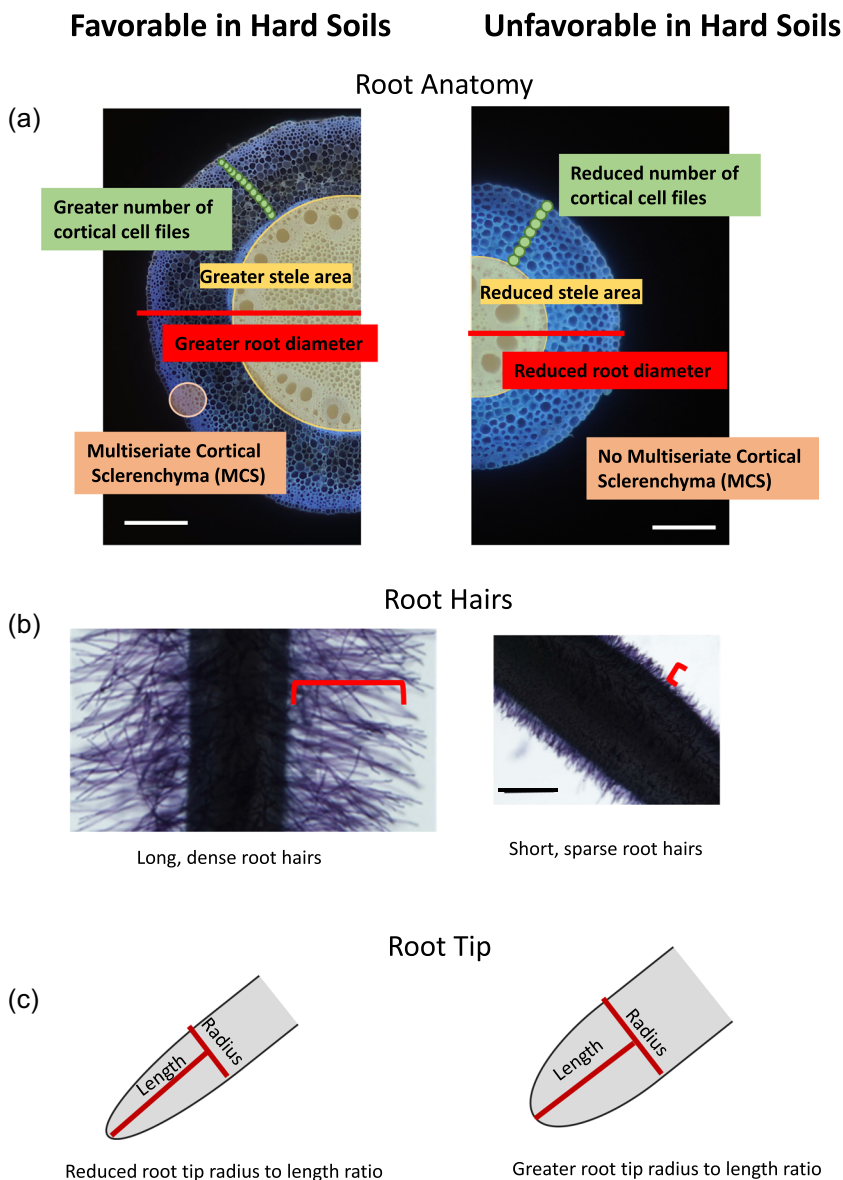 Favorable in Hard Soils
Unfavorable in Hard Soils
Root Anatomy
(a)
Greater number of
cortical cell files
Greater stele area
Greater root diameter
Multiseriate Cortical
Sclerenchyma (MCS)
Reduced number of
cortical cell files
Reduced stele area
Reduced root diameter
No Multiseriate Cortical
Sclerenchyma (MCS)
Root Hairs
(b)
Long, dense root hairs
Short, sparse root hairs
Root Tip
(c)
Radius
Length
Reduced root tip radius to length ratio
Radius
Length
Greater root tip radius to length ratio